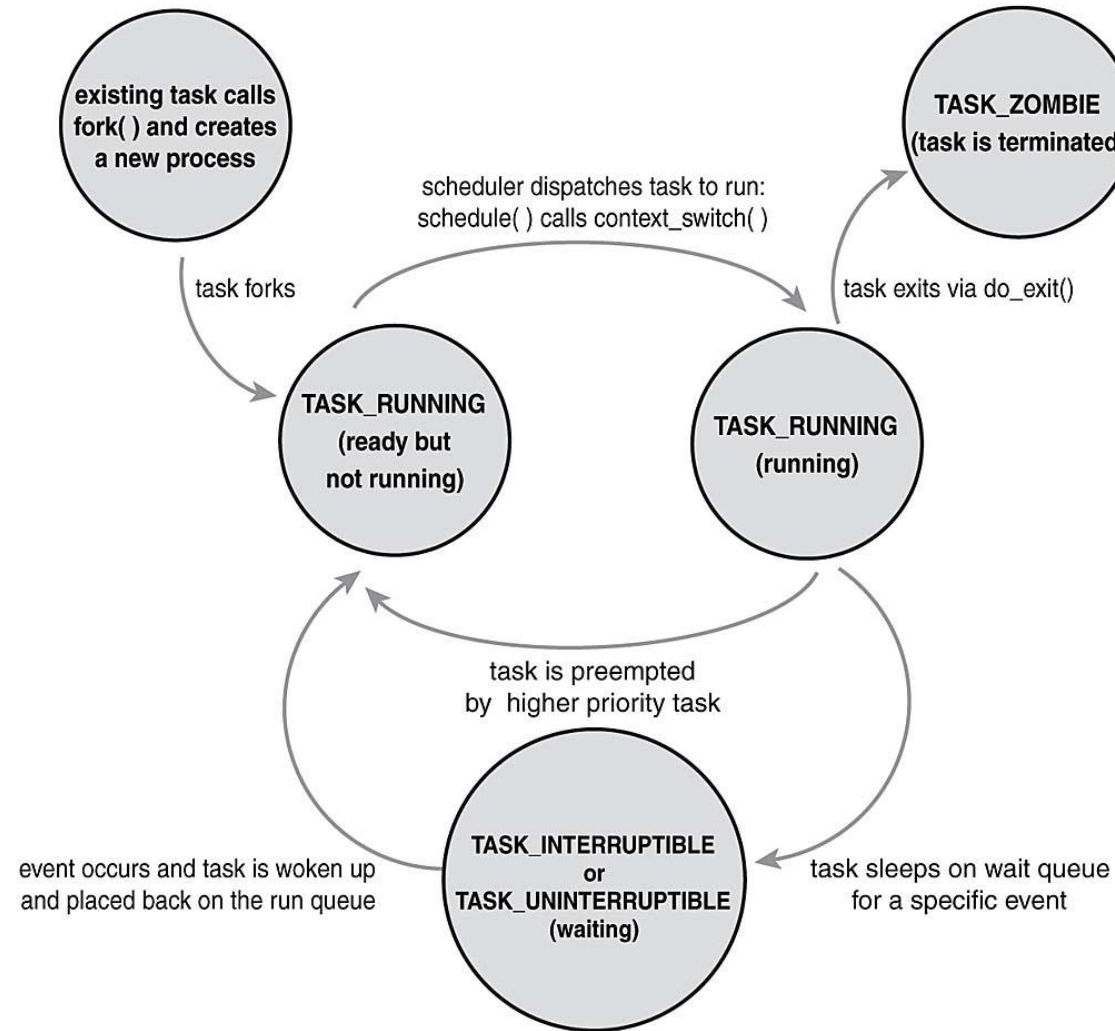 existing task calls
fork( ) and creates
a new process
TASK_ZOMBIE
(task is terminated
scheduler dispatches task to run:
schedule( ) calls context_switch( )
task forks
task exits via do_exit()
TASK_RUNNING
(ready but
not running)
TASK_RUNNING
(running)
task is preempted
by higher priority task
TASK_INTERRUPTIBLE
or
TASK_UNINTERRUPTIBLE
(waiting)
event occurs and task is woken up
and placed back on the run queue
task sleeps on wait queue
for a specific event